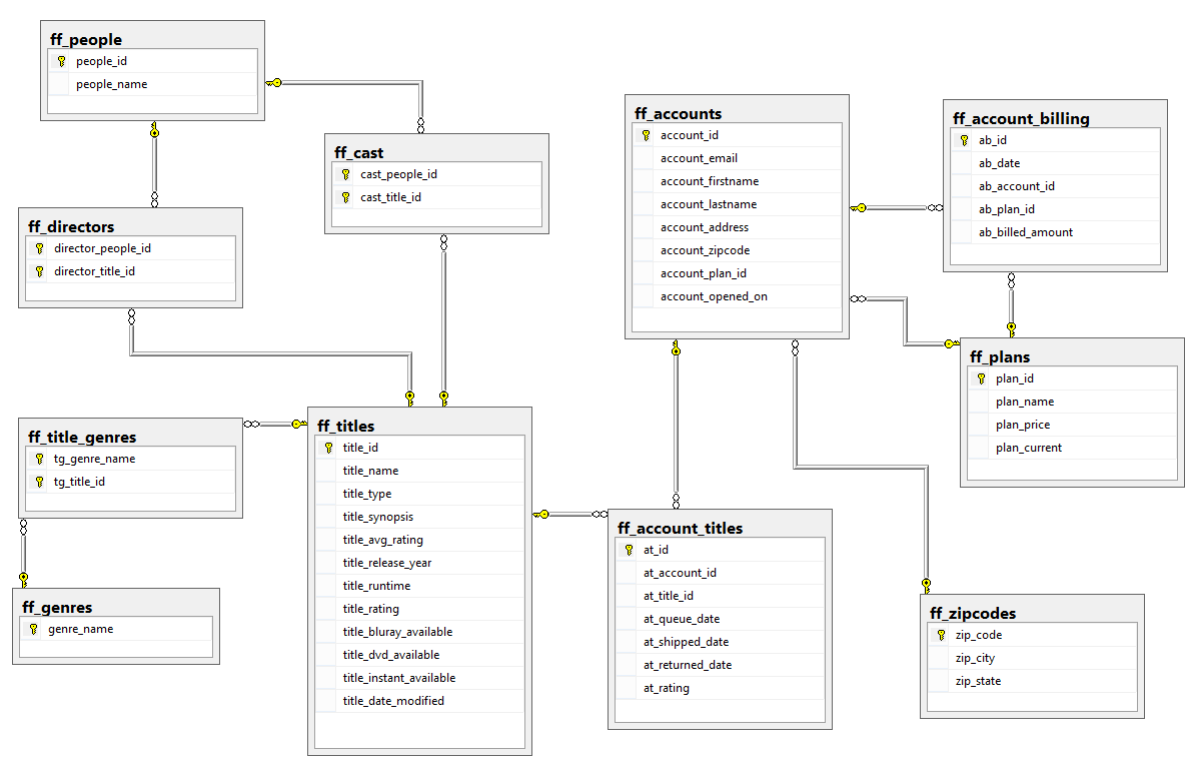 ff_people
people_id
people_name
ff_cast
cast_people_id
cast_title_id
ff_directors
director_people_id
director_title_id
ff_title_genres
tg_genre_name
tg_title_id
ff_genres
genre_name
ff_titles
title_id
title_name
title_type
title_synopsis
title_avg_rating
title_release_year
title_runtime
title_rating
title_bluray_available
title_dvd_available
title_instant_available
title_date_modified
ff_accounts
account_id
account_email
account_firstname
account_lastname
account_address
account_zipcode
account_plan_id
account_opened_on
ff_account_billing
ab_id
ab_date
ab_account_id
ab_plan_id
ab_billed_amount
ff_plans
plan_id
plan_name
plan_price
plan_current
ff_account_titles
at_id
at_account_id
at_title_id
at_queue_date
at_shipped_date
at_returned_date
at_rating
ff_zipcodes
zip_code
zip_city
zip_state